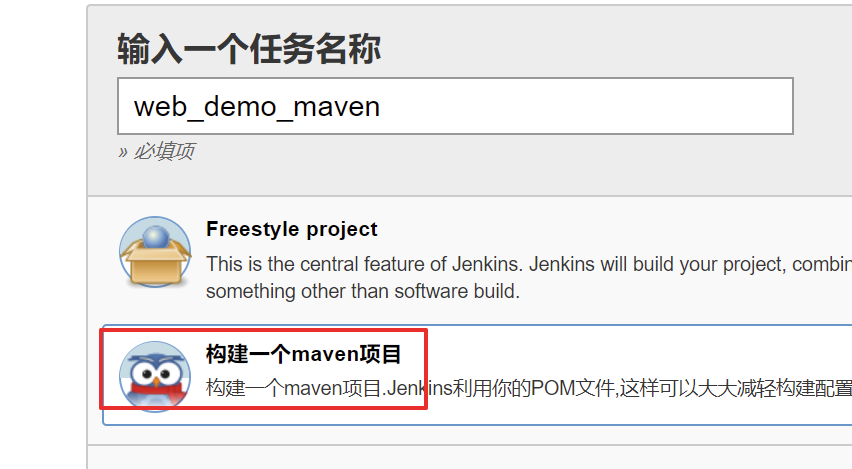 输入一个任务名称
web_demo_maven
» 必填项
Freestyle project
This is the central feature of Jenkins. Jenkins will build your project, combin
something other than software build.
构建一个maven项目
构建一个maven项目.Jenkins利用你的POM文件,这样可以大大减轻构建配置